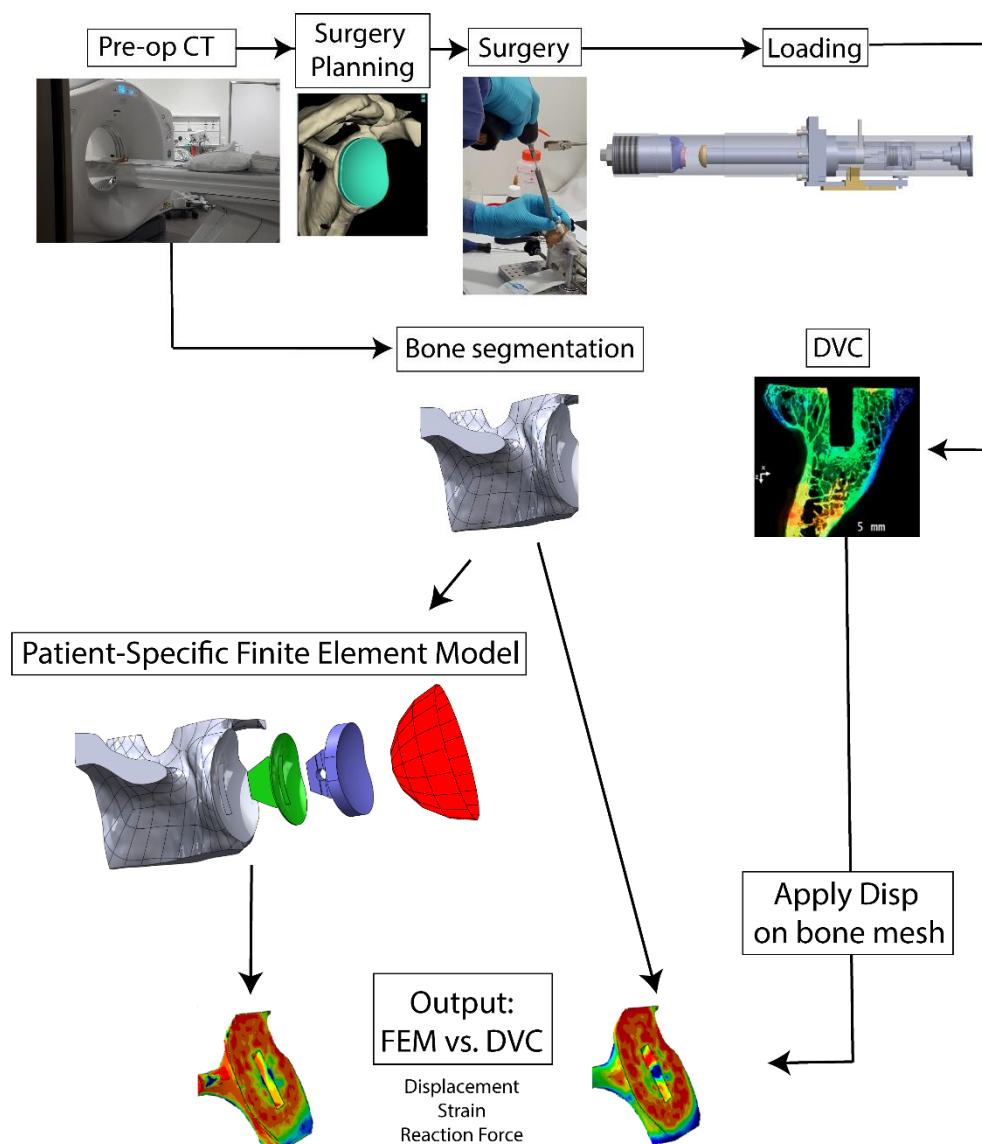 Pre-op CT
Surgery
Planning
Surgery
Loading
Bone segmentation
DVC
5 mm
Patient-Specific Finite Element Model
Apply Disp
on bone mesh
Output:
FEM vs. DVC
Displacement
Strain
Reaction Force